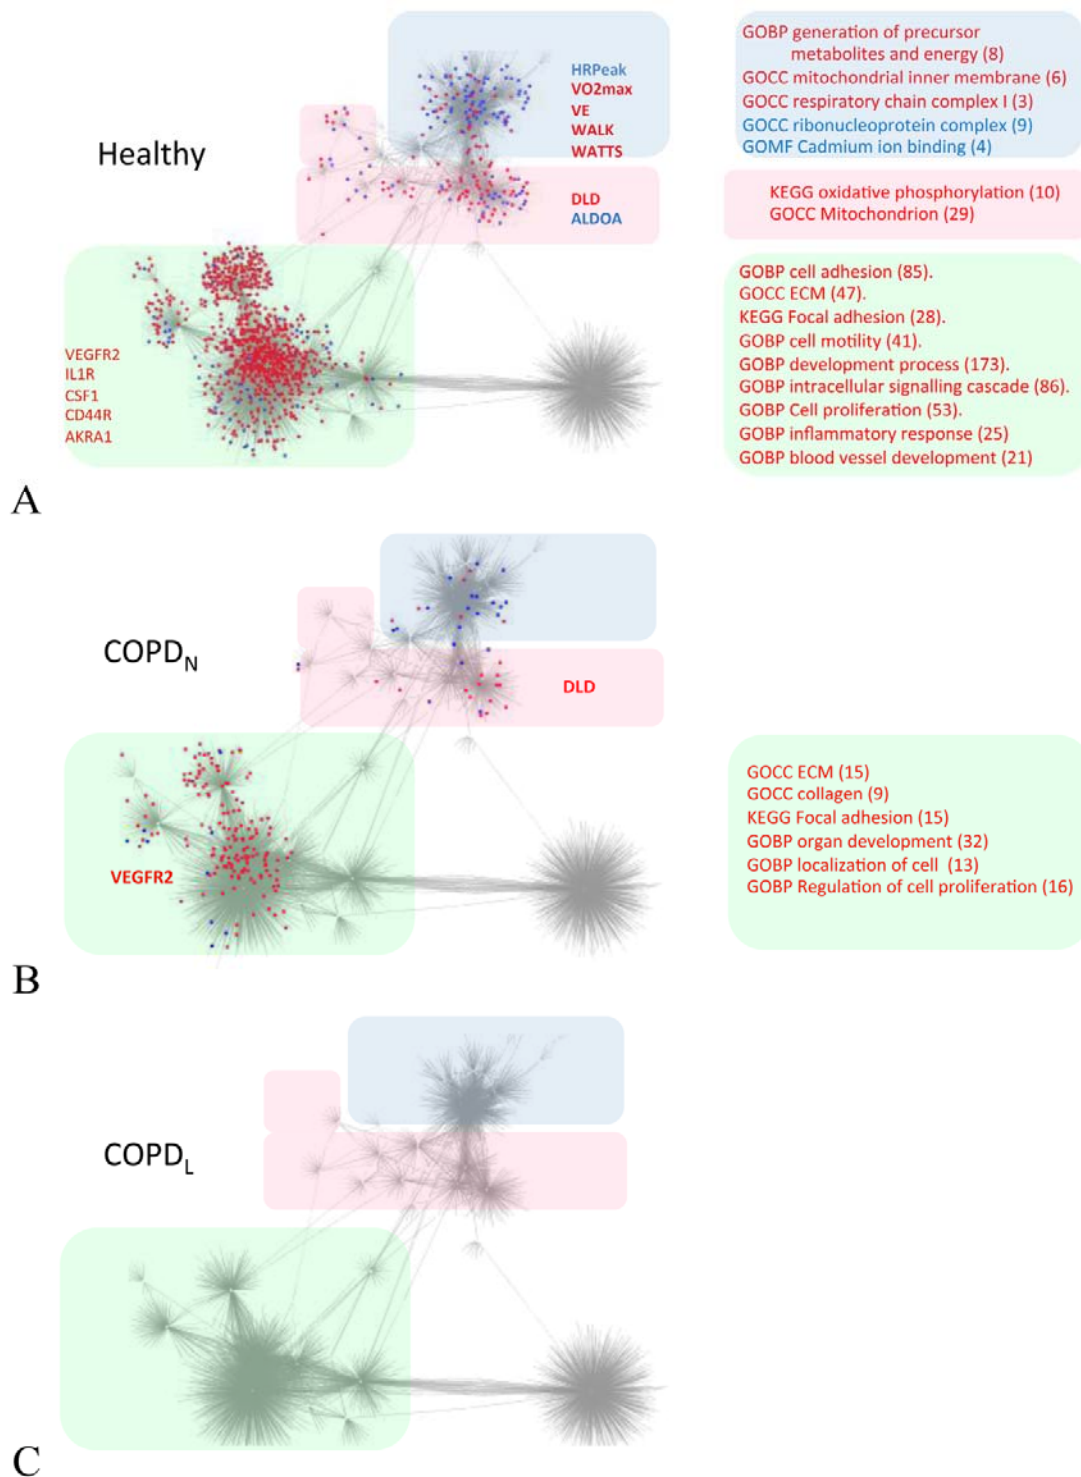 Healthy
HRPeak
VO2max
VE
WALK
WATTS
DLD
ALDOA
VEGFR2
IL1R
CSF1
CD44R
AKRA1
GOBP generation of precursor
metabolites and energy (8)
GOCC mitochondrial inner membrane (6)
GOCC respiratory chain complex I (3)
GOCC ribonucleoprotein complex (9)
GOMF Cadmium ion binding (4)
KEGG oxidative phosphorylation (10)
GOCC Mitochondrion (29)
GOBP cell adhesion (85).
GOCC ECM (47).
KEGG Focal adhesion (28).
GOBP cell motility (41).
GOBP development process (173).
GOBP intracellular signalling cascade (86).
GOBP Cell proliferation (53).
GOBP inflammatory response (25)
GOBP blood vessel development (21)
A
COPDN
DLD
VEGFR2
GOCC ECM (15)
GOCC collagen (9)
KEGG Focal adhesion (15)
GOBP organ development (32)
GOBP localization of cell (13)
GOBP Regulation of cell proliferation (16)
B
COPDL
C